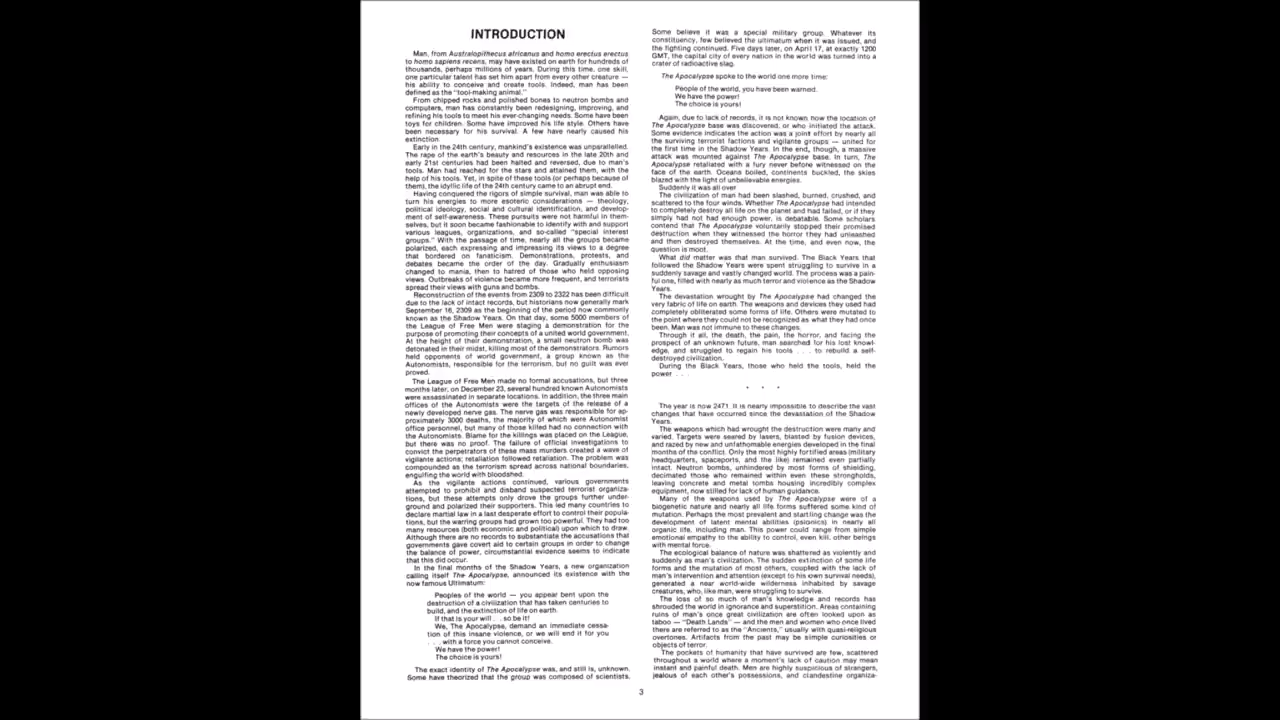 INTRODUCTION
Man, from Australopithecus africanus and homo erectus erectus
to homo sapiens recens, may have existed on earth for hundreds of
thousands, perhaps millions of years. During this time, one skill,
one particular talent has set him apart from every other creature —
his ability to conceive and create tools. Indeed, man has been
defined as the "tool-making animal."
From chipped rocks and polished bones to neutron bombs and
computers, man has constantly been redesigning, improving, and
refining his tools to meet his ever-changing needs. Some have been
toys for children. Some have improved his life style. Others have
been necessary for his survival. A few have nearly caused his
extinction.
Early in the 24th century, mankind's existence was unparallelled.
The rape of the earth's beauty and resources in the late 20th and
early 21st centuries had been halted and reversed, due to man's
tools. Man had reached for the stars and attained them, with the
help of his tools. Yet, in spite of these tools (or perhaps because of
them), the idyllic life of the 24th century came to an abrupt end.
Having conquered the rigors of simple survival, man was able to
turn his energies to more esoteric considerations — theology,
political ideology, social and cultural identification, and develop-
ment of self-awareness. These pursuits were not harmful in them-
selves, but it soon became fashionable to identify with and support
various leagues, organizations, and so-called "special interest
groups." With the passage of time, nearly all the groups became
polarized, each expressing and impressing its views to a degree
that bordered on fanaticism. Demonstrations, protests, and
debates became the order of the day. Gradually enthusiasm
changed to mania, then to hatred of those who held opposing
views. Outbreaks of violence became more frequent, and terrorists
spread their views with guns and bombs.
Reconstruction of the events from 2309 to 2322 has been difficult
due to the lack of intact records, but historians now generally mark
September 16, 2309 as the beginning of the period now commonly
known as the Shadow Years. On that day, some 5000 members of
the League of Free Men were staging a demonstration for the
purpose of promoting their concepts of a united world government.
At the height of their demonstration, a small neutron bomb was
detonated in their midst, killing most of the demonstrators. Rumors
held opponents of world government, a group known as the
Autonomists, responsible for the terrorism, but no guilt was ever
proved.
The League of Free Men made no formal accusations, but three
months later, on December 23, several hundred known Autonomists
were assassinated in separate locations. In addition, the three main
offices of the Autonomists were the targets of the release of a
newly developed nerve gas. The nerve gas was responsible for ap-
proximately 3000 deaths, the majority of which were Autonomist
office personnel, but many of those killed had no connection with
the Autonomists. Blame for the killings was placed on the League,
but there was no proof. The failure of official investigations to
convict the perpetrators of these mass murders created a wave of
vigilante actions; retaliation followed retaliation. The problem was
compounded as the terrorism spread across national boundaries,
engulfing the world with bloodshed.
As the vigilante actions continued, various governments
attempted to prohibit and disband suspected terrorist organiza-
tions, but these attempts only drove the groups further under-
ground and polarized their supporters. This led many countries to
declare martial law in a last desperate effort to control their popula-
tions, but the warring groups had grown too powerful. They had too
many resources (both economic and political) upon which to draw.
Although there are no records to substantiate the accusations that
governments gave covert aid to certain groups in order to change
the balance of power, circumstantial evidence seems to indicate
that this did occur.
In the final months of the Shadow Years, a new organization
calling itself The Apocalypse, announced its existence with the
now famous Ultimatum:
Peoples of the world — you appear bent upon the
destruction of a civilization that has taken centuries to
build, and the extinction of life on earth.
If that is your will . . . so be it!
We, The Apocalypse, demand an immediate cessa-
tion of this insane violence, or we will end it for you
. . . with a force you cannot conceive.
We have the power!
The choice is yours!
The exact identity of The Apocalypse was, and still is, unknown.
Some have theorized that the group was composed of scientists.
Some believe it was a special military group. Whatever its
constituency, few believed the ultimatum when it was issued, and
the fighting continued. Five days later, on April 17, at exactly 1200
GMT, the capital city of every nation in the world was turned into a
crater of radioactive slag.
The Apocalypse spoke to the world one more time:
People of the world, you have been warned.
We have the power!
The choice is yours!
Again, due to lack of records, it is not known how the location of
The Apocalypse base was discovered, or who initiated the attack.
Some evidence indicates the action was a joint effort by nearly all
the surviving terrorist factions and vigilante groups — united for
the first time in the Shadow Years. In the end, though, a massive
attack was mounted against The Apocalypse base. In turn, The
Apocalypse retaliated with a fury never before witnessed on the
face of the earth. Oceans boiled, continents buckled, the skies
blazed with the light of unbelievable energies.
Suddenly it was all over
The civilization of man had been slashed, burned, crushed, and
scattered to the four winds. Whether The Apocalypse had intended
to completely destroy all life on the planet and had failed, or if they
simply had not had enough power, is debatable. Some scholars
contend that The Apocalypse voluntarily stopped their promised
destruction when they witnessed the horror they had unleashed
and then destroyed themselves. At the time, and even now, the
question is moot.
What did matter was that man survived. The Black Years that
followed the Shadow Years were spent struggling to survive in a
suddenly savage and vastly changed world. The process was a pain-
ful one, filled with nearly as much terror and violence as the Shadow
Years.
The devastation wrought by The Apocalypse had changed the
very fabric of life on earth. The weapons and devices they used had
completely obliterated some forms of life. Others were mutated to
the point where they could not be recognized as what they had once
been. Man was not immune to these changes.
Through it all, the death, the pain, the horror, and facing the
prospect of an unknown future, man searched for his lost knowl-
edge, and struggled to regain his tools . . . to rebuild a self-
destroyed civilization.
During the Black Years, those who held the tools, held the
power . . .
* * *
The year is now 2471. It is nearly impossible to describe the vast
changes that have occurred since the devastation of the Shadow
Years.
The weapons which had wrought the destruction were many and
varied. Targets were seared by lasers, blasted by fusion devices,
and razed by new and unfathomable energies developed in the final
months of the conflict. Only the most highly fortified areas (military
headquarters, spaceports, and the like) remained even partially
intact. Neutron bombs, unhindered by most forms of shielding,
decimated those who remained within even these strongholds,
leaving concrete and metal tombs housing incredibly complex
equipment, now stilled for lack of human guidance.
Many of the weapons used by The Apocalypse were of a
biogenetic nature and nearly all life forms suffered some kind of
mutation. Perhaps the most prevalent and startling change was the
development of latent mental abilities (psionics) in nearly all
organic life, including man. This power could range from simple
emotional empathy to the ability to control, even kill, other beings
with mental force.
The ecological balance of nature was shattered as violently and
suddenly as man's civilization. The sudden extinction of some life
forms and the mutation of most others, coupled with the lack of
man's intervention and attention (except to his own survival needs),
generated a near world-wide wilderness inhabited by savage
creatures, who, like man, were struggling to survive.
The loss of so much of man's knowledge and records has
shrouded the world in ignorance and superstition. Areas containing
ruins of man's once great civilization are often looked upon as
taboo — "Death Lands" — and the men and women who once lived
there are referred to as the "Ancients," usually with quasi-religious
overtones. Artifacts from the past may be simple curiosities or
objects of terror.
The pockets of humanity that have survived are few, scattered
throughout a world where a moment's lack of caution may mean
instant and painful death. Men are highly suspicious of strangers,
jealous of each other's possessions, and clandestine organiza-
3